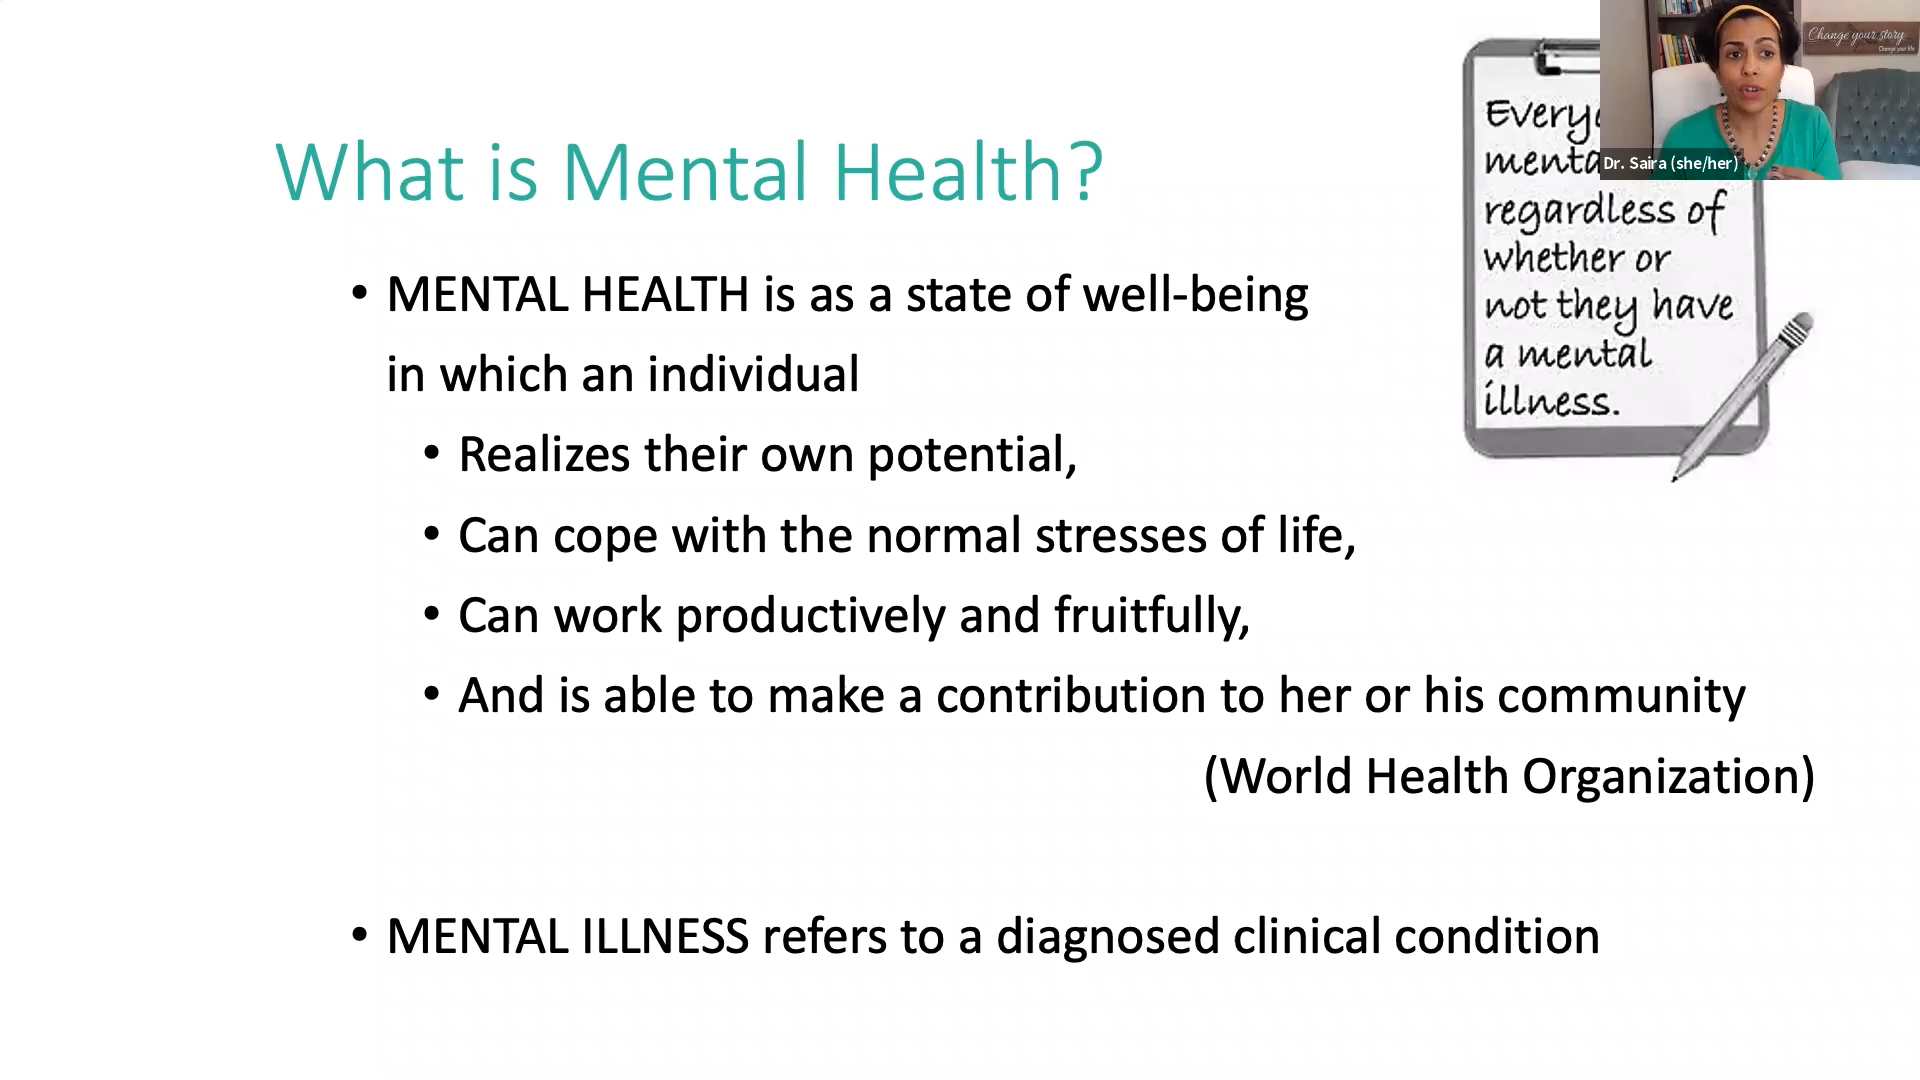 What is Mental Health?
• MENTAL HEALTH is as a state of well-being
in which an individual
• Realizes their own potential,
• Can cope with the normal stresses of life,
• Can work productively and fruitfully,
• And is able to make a contribution to her or his community
(World Health Organization)
• MENTAL ILLNESS refers to a diagnosed clinical condition
regardless of
whether or
not they have
a mental
illness.
Change your story
Change your life
Dr. Saira (she/her)